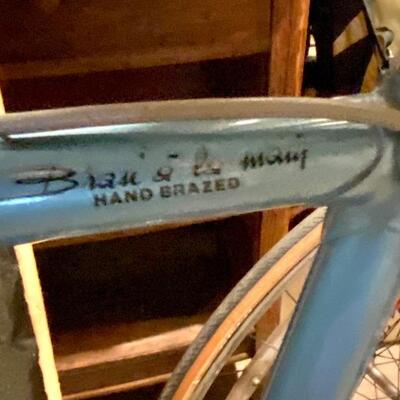 Brasé à la main
HAND BRAZED